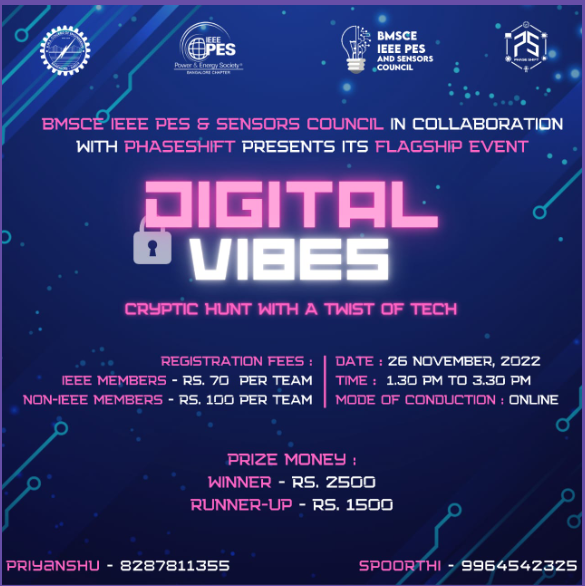 IEEE
PES
Power & Energy Society®
BANGALORE CHAPTER
BMSCE
IEEE PES
AND SENSORS
COUNCIL
PS
PHASE SHIFT
BMSCE IEEE PES & SENSORS COUNCIL IN COLLABORATION
WITH PHASESHIFT PRESENTS ITS FLAGSHIP EVENT
DIGITAL
VIBES
CRYPTIC HUNT WITH A TWIST OF TECH
REGISTRATION FEES :
IEEE MEMBERS - RS. 70 PER TEAM
NON-IEEE MEMBERS - RS. 100 PER TEAM
DATE : 26 NOVEMBER, 2022
TIME : 1.30 PM TO 3.30 PM
MODE OF CONDUCTION : ONLINE
PRIZE MONEY :
WINNER - RS. 2500
RUNNER-UP - RS. 1500
PRIYANSHU - 8287811355
SPOORTHI - 9964542325